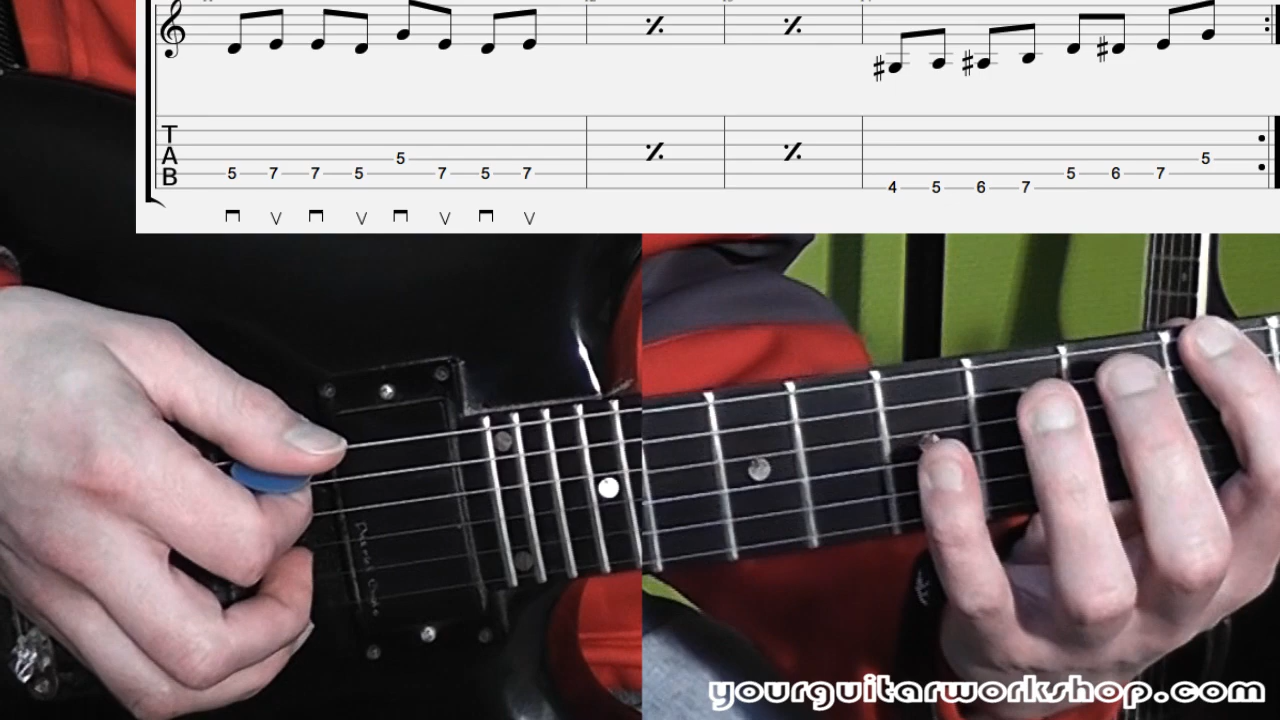 T
A 5 5
B 5 7 7 5 7 5 7 5 6 7
4 5 6 7
yourguitarworkshop.com